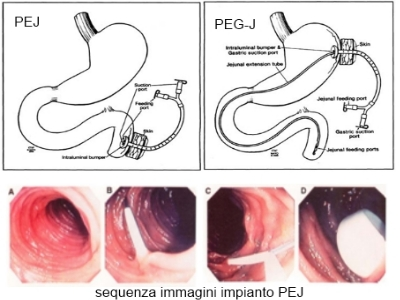 PEJ
Suction
port
Feeding
port
Skin
Intraluminal bumper
PEG-J
Intraluminal bumper &
Gastric suction port
Skin
Jejunal extension tube
Jejunal feeding port
Gastric suction
port
Jejunal feeding ports
A
B
C
D
sequenza immagini impianto PEJ